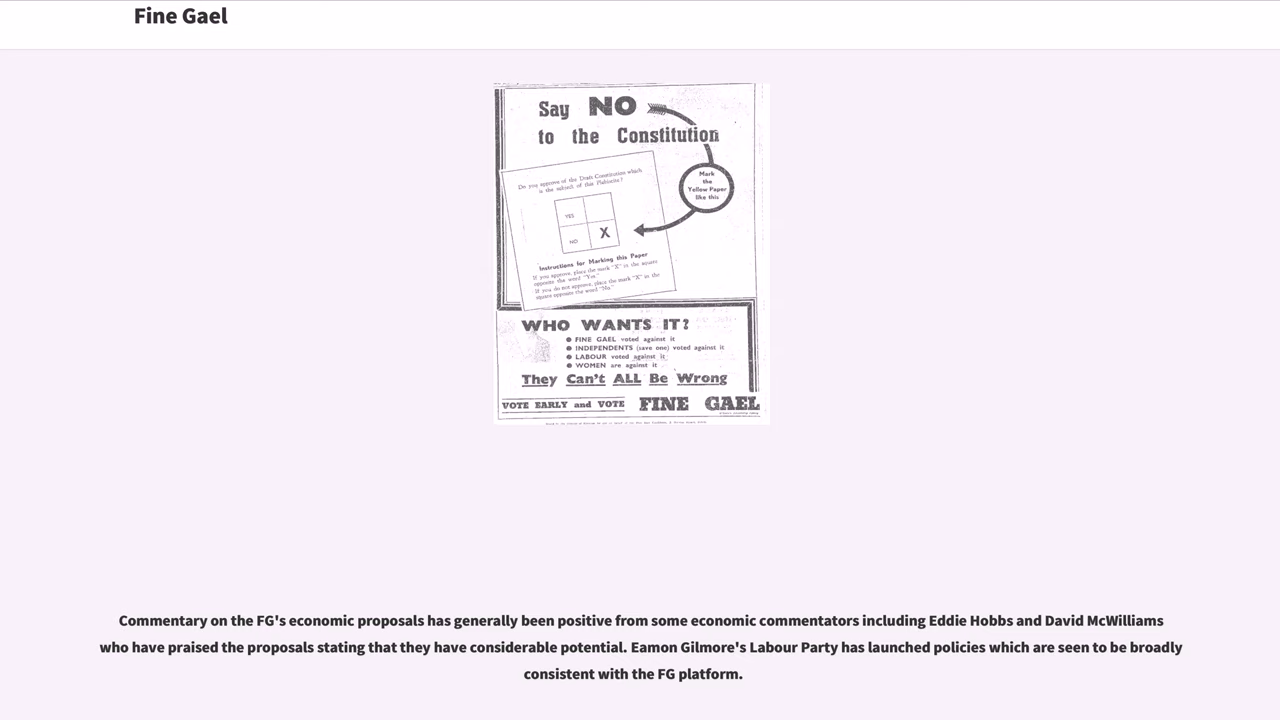 Fine Gael
Say NO
to the Constitution
Mark
the
Yellow Paper
like this
Do you approve of the Draft Constitution which
is the subject of this Plebiscite?
YES
NO X
Instructions for Marking this Paper
If you approve, place the mark "X" in the square
opposite the word "Yes."
If you do not approve, place the mark "X" in the
square opposite the word "No."
WHO WANTS IT?
● FINE GAEL voted against it
● INDEPENDENTS (save one) voted against it
● LABOUR voted against it
● WOMEN are against it
They Can't ALL Be Wrong
VOTE EARLY and VOTE FINE GAEL
Commentary on the FG's economic proposals has generally been positive from some economic commentators including Eddie Hobbs and David McWilliams
who have praised the proposals stating that they have considerable potential. Eamon Gilmore's Labour Party has launched policies which are seen to be broadly
consistent with the FG platform.